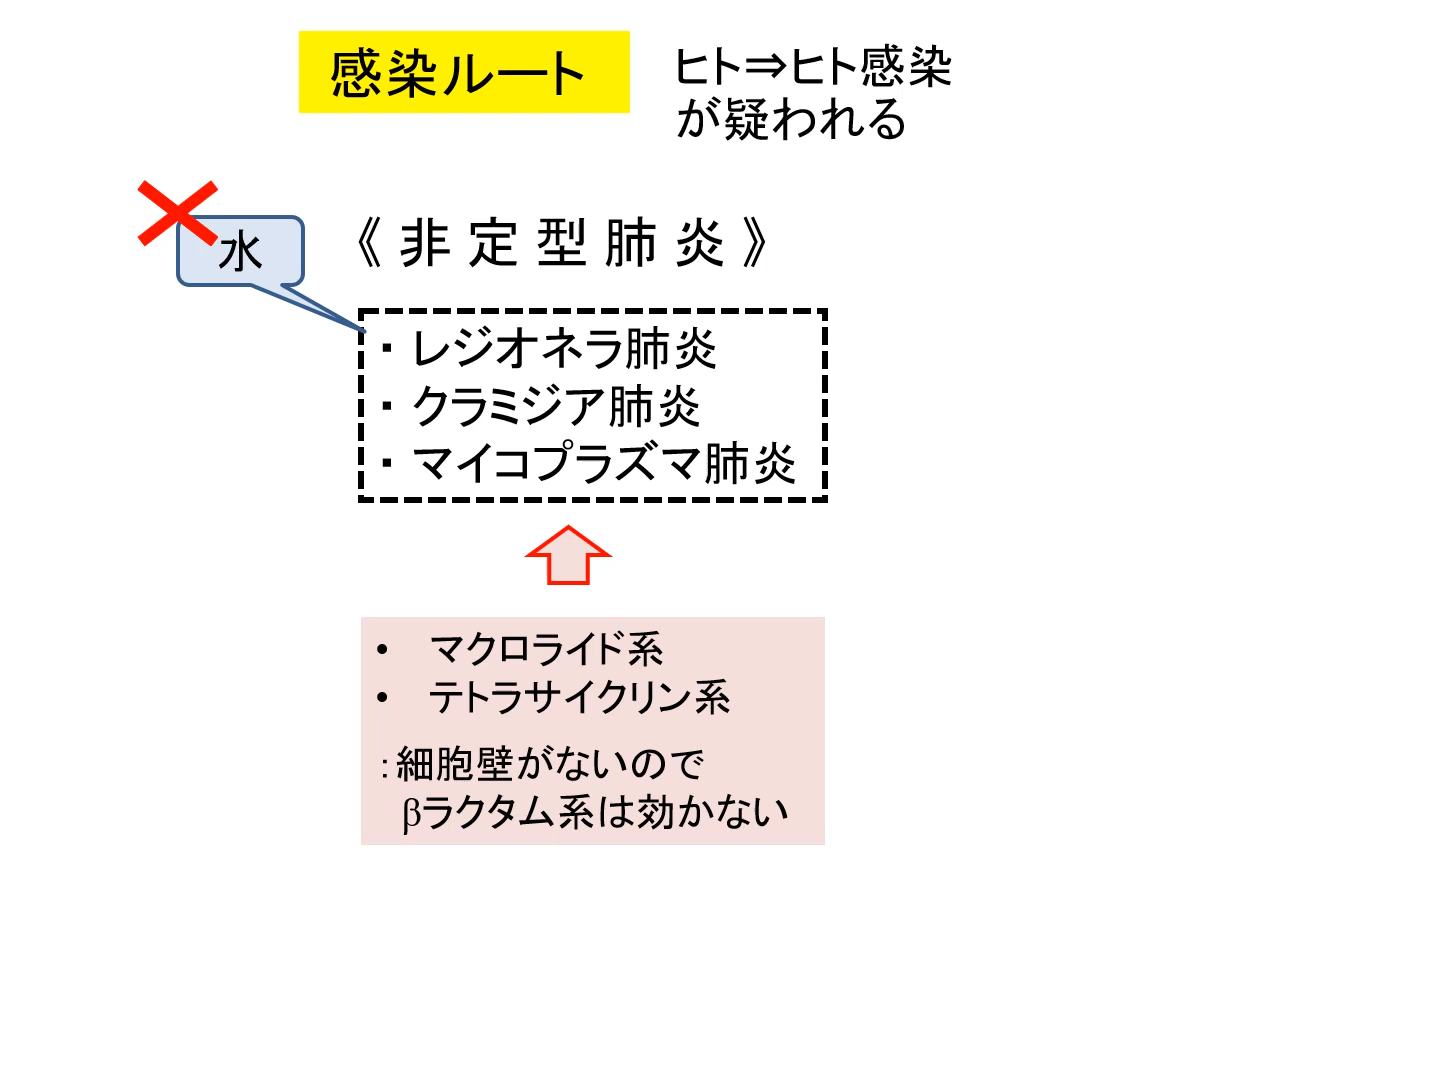 感染ルート
ヒト⇒ヒト感染
が疑われる
水
《非定型肺炎》
・レジオネラ肺炎
・クラミジア肺炎
・マイコプラズマ肺炎
• マクロライド系
• テトラサイクリン系
:細胞壁がないので
βラクタム系は効かない